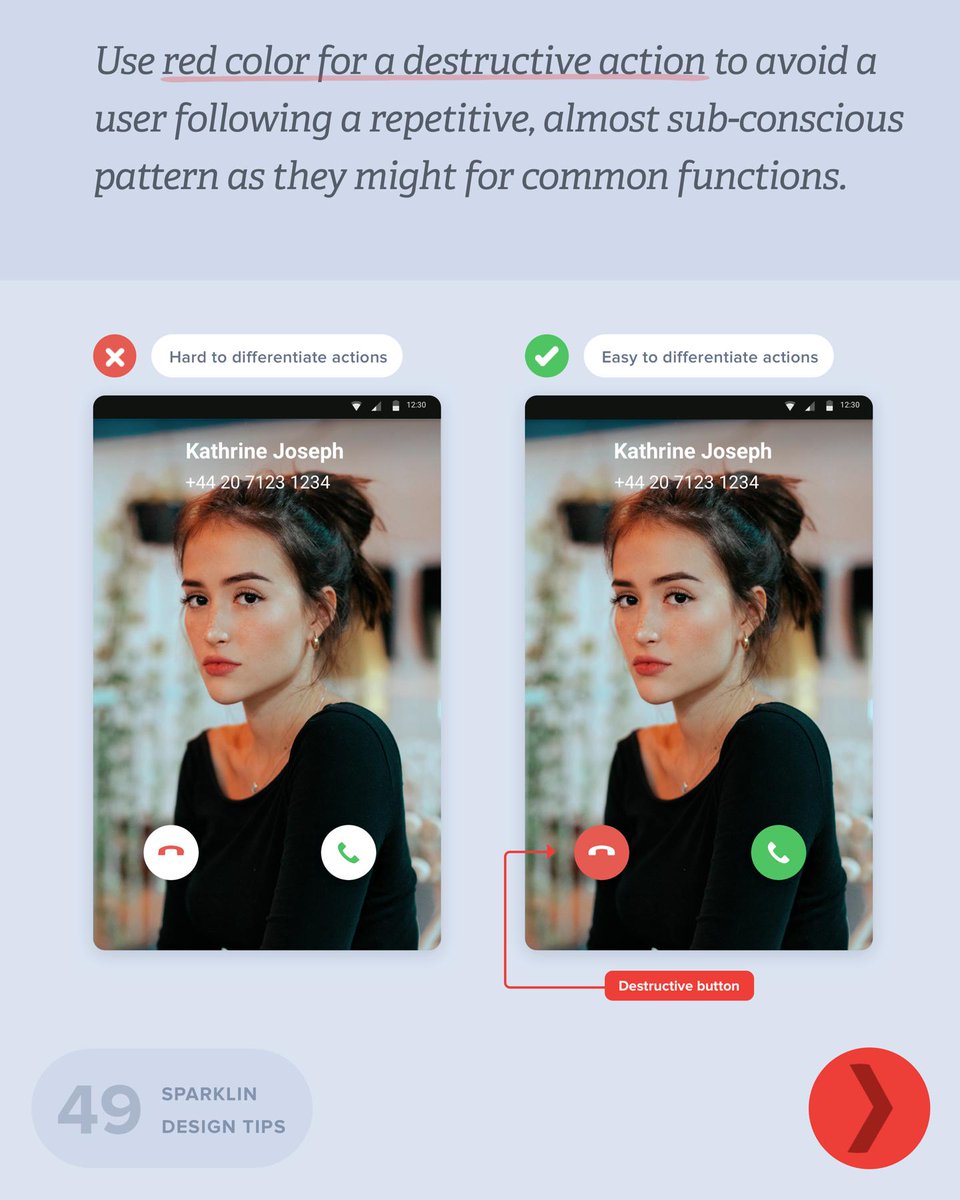 Use red color for a destructive action to avoid a
user following a repetitive, almost sub-conscious
pattern as they might for common functions.
Hard to differentiate actions
Easy to differentiate actions
12:30
Kathrine Joseph
+44 20 7123 1234
12:30
Kathrine Joseph
+44 20 7123 1234
Destructive button
49
SPARKLIN
DESIGN TIPS